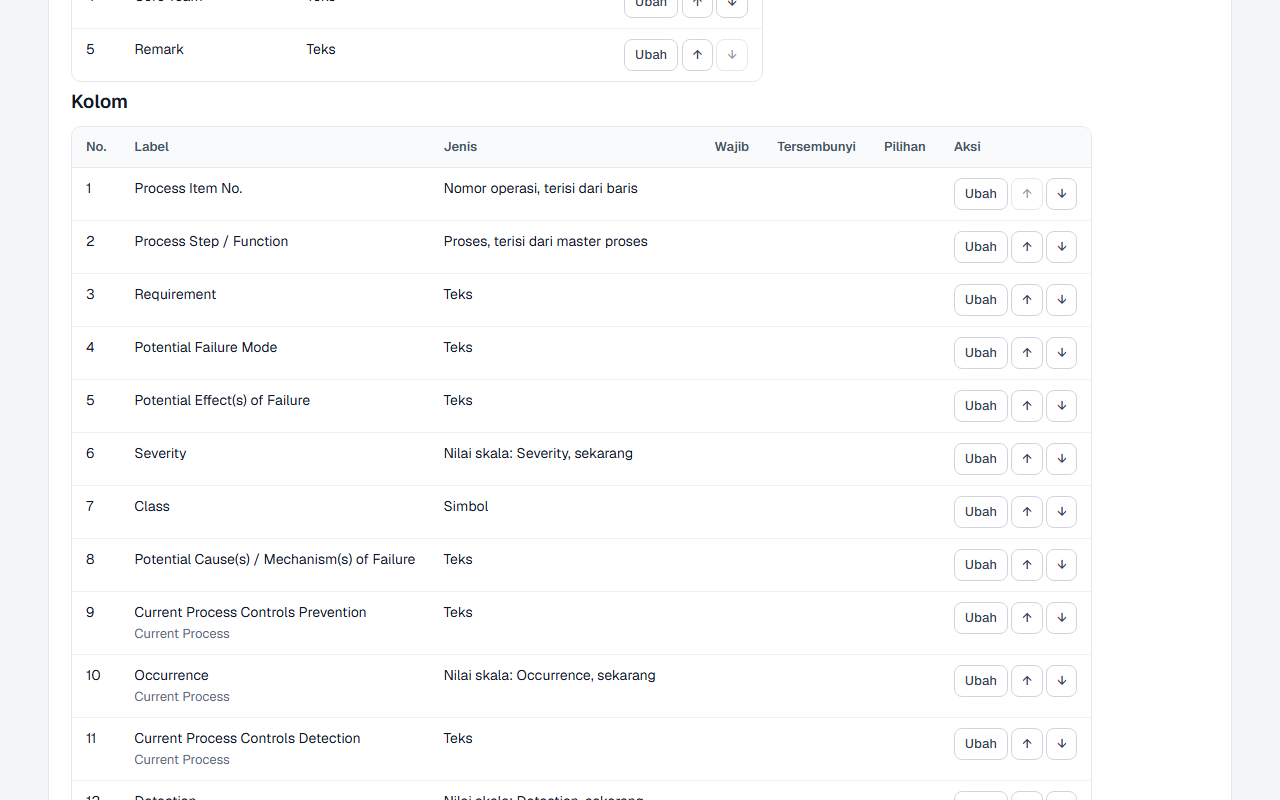 5 Remark Teks Ubah ↑ ↓
Kolom
No. Label Jenis Wajib Tersembunyi Pilihan Aksi
1 Process Item No. Nomor operasi, terisi dari baris Ubah ↑ ↓
2 Process Step / Function Proses, terisi dari master proses Ubah ↑ ↓
3 Requirement Teks Ubah ↑ ↓
4 Potential Failure Mode Teks Ubah ↑ ↓
5 Potential Effect(s) of Failure Teks Ubah ↑ ↓
6 Severity Nilai skala: Severity, sekarang Ubah ↑ ↓
7 Class Simbol Ubah ↑ ↓
8 Potential Cause(s) / Mechanism(s) of Failure Teks Ubah ↑ ↓
9 Current Process Controls Prevention Teks Ubah ↑ ↓
Current Process
10 Occurrence Nilai skala: Occurrence, sekarang Ubah ↑ ↓
Current Process
11 Current Process Controls Detection Teks Ubah ↑ ↓
Current Process